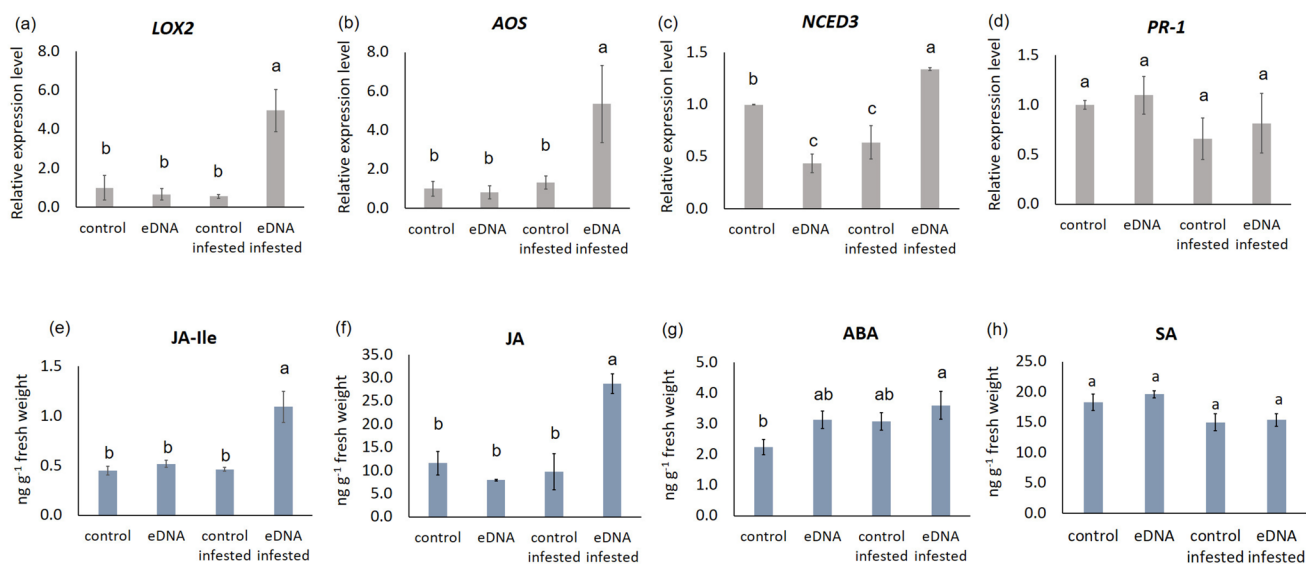 (a)
LOX2
Relative expression level
8.0
6.0
4.0
2.0
0.0
b
b
b
a
control
eDNA
control
infested
eDNA
infested
(b)
AOS
Relative expression level
8.0
6.0
4.0
2.0
0.0
b
b
b
a
control
eDNA
control
infested
eDNA
infested
(c)
NCED3
Relative expression level
1.5
1.0
0.5
0.0
b
c
c
a
control
eDNA
control
infested
eDNA
infested
(d)
PR-1
Relative expression level
1.5
1.0
0.5
0.0
a
a
a
a
control
eDNA
control
infested
eDNA
infested
(e)
JA-Ile
ng g⁻¹ fresh weight
1.5
1.0
0.5
0.0
b
b
b
a
control
eDNA
control
infested
eDNA
infested
(f)
JA
ng g⁻¹ fresh weight
35.0
30.0
25.0
20.0
15.0
10.0
5.0
0.0
b
b
b
a
control
eDNA
control
infested
eDNA
infested
(g)
ABA
ng g⁻¹ fresh weight
5.0
4.0
3.0
2.0
1.0
0.0
b
ab
ab
a
control
eDNA
control
infested
eDNA
infested
(h)
SA
ng g⁻¹ fresh weight
25.0
20.0
15.0
10.0
5.0
0.0
a
a
a
a
control
eDNA
control
infested
eDNA
infested